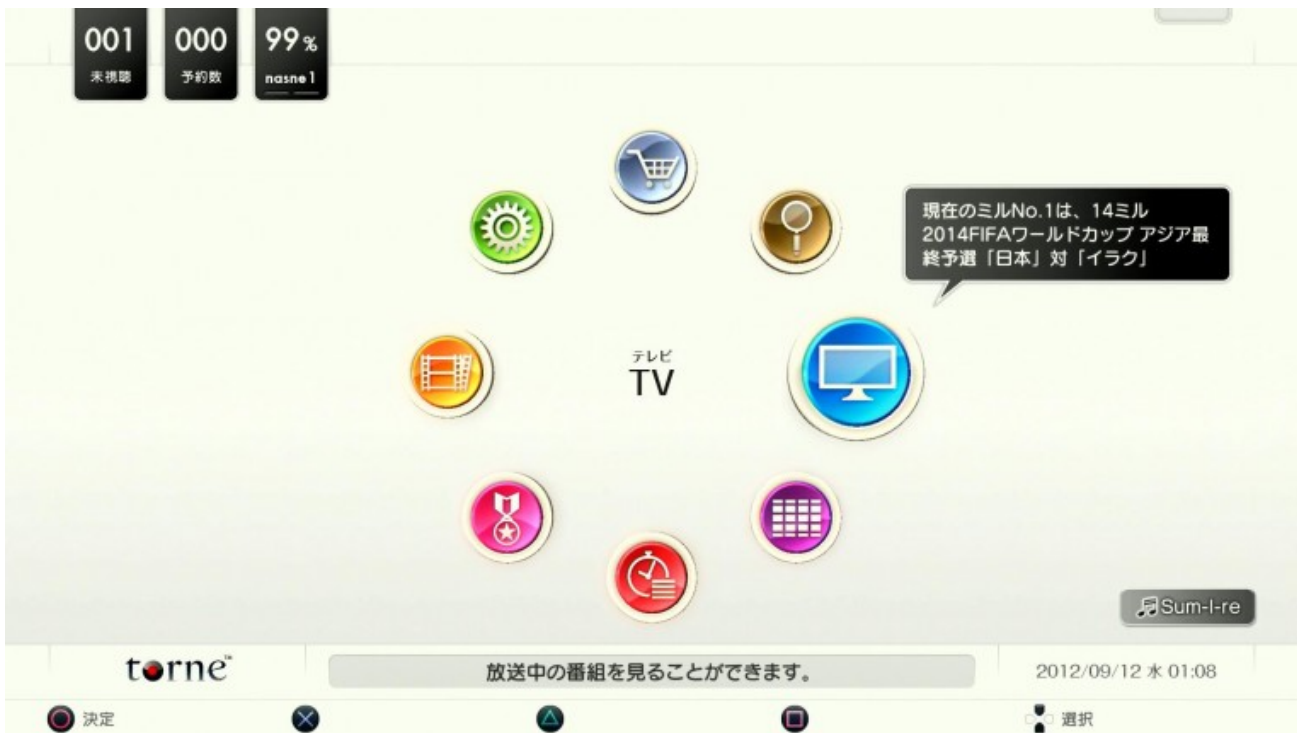 001
未視聴
000
予約数
99%
nasne 1
現在のミルNo.1は、14ミル
2014FIFAワールドカップ アジア最
終予選「日本」対「イラク」
テレビ
TV
Sum-I-re
torne™
放送中の番組を見ることができます。
2012/09/12 水 01:08
決定
選択